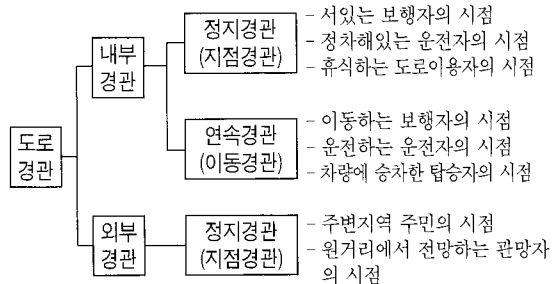 도로
경관
내부
경관
정지경관
(지점경관)
- 서있는 보행자의 시점
- 정차해있는 운전자의 시점
- 휴식하는 도로이용자의 시점
연속경관
(이동경관)
- 이동하는 보행자의 시점
- 운전하는 운전자의 시점
- 차량에 승차한 탑승자의 시점
외부
경관
정지경관
(지점경관)
- 주변지역 주민의 시점
- 원거리에서 전망하는 관망자
의 시점